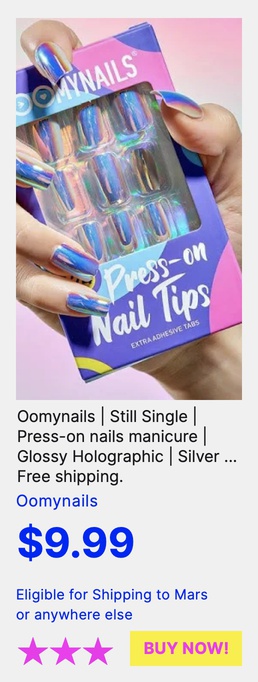 OOMYNAILS
Press-on
Nail Tips
EXTRA ADHESIVE TABS
Oomynails | Still Single |
Press-on nails manicure |
Glossy Holographic | Silver ...
Free shipping.
Oomynails
$9.99
Eligible for Shipping to Mars
or anywhere else
BUY NOW!